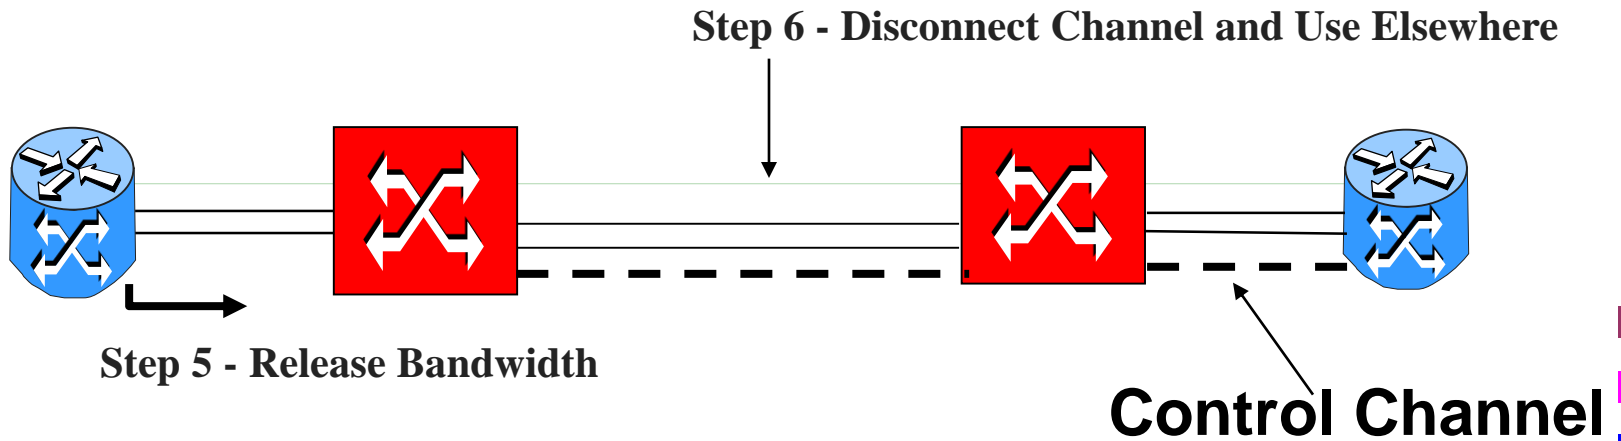 Step 6 - Disconnect Channel and Use Elsewhere
Step 5 - Release Bandwidth
Control Channel